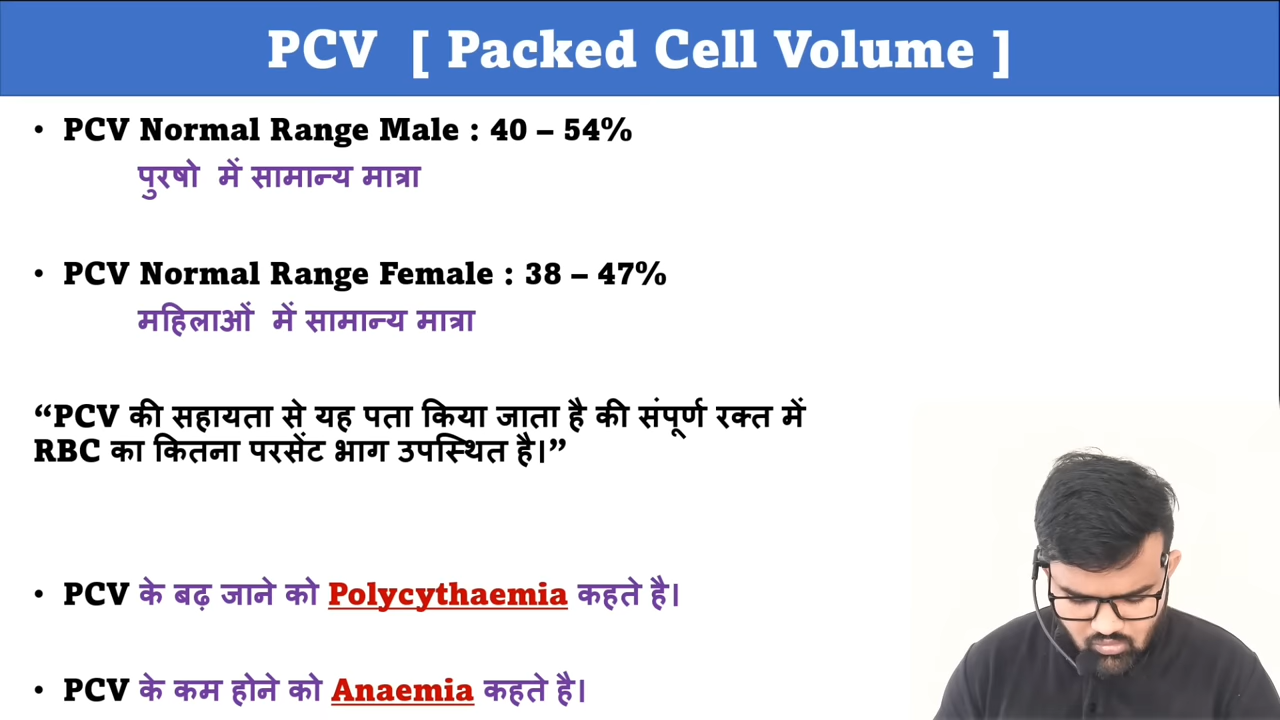 PCV [ Packed Cell Volume ]
• PCV Normal Range Male : 40 – 54%
पुरषो में सामान्य मात्रा
• PCV Normal Range Female : 38 – 47%
महिलाओं में सामान्य मात्रा
“PCV की सहायता से यह पता किया जाता है की संपूर्ण रक्त में
RBC का कितना परसेंट भाग उपस्थित है।”
• PCV के बढ़ जाने को Polycythaemia कहते है।
• PCV के कम होने को Anaemia कहते है।